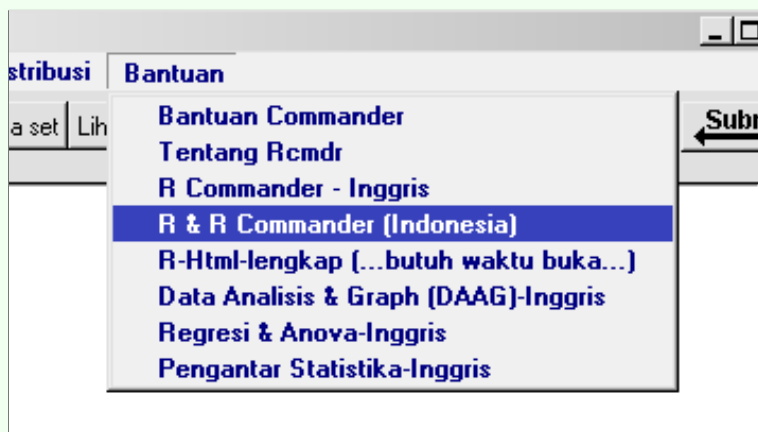 stribusi Bantuan
a set Lih Subm
Bantuan Commander
Tentang Rcmdr
R Commander - Inggris
R & R Commander (Indonesia)
R-Html-lengkap (...butuh waktu buka...)
Data Analisis & Graph (DAAG)-Inggris
Regresi & Anova-Inggris
Pengantar Statistika-Inggris